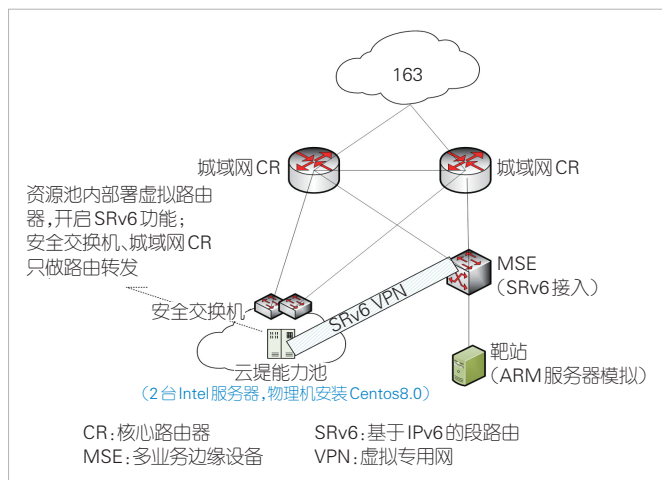 163
城域网CR
城域网CR
资源池内部署虚拟路由
器,开启SRv6功能;
安全交换机、城域网CR
只做路由转发
MSE
(SRv6接入)
SRv6 VPN
安全交换机
云堤能力池
(2台Intel服务器,物理机安装Centos8.0)
靶站
(ARM服务器模拟)
CR:核心路由器
SRv6:基于IPv6的段路由
MSE:多业务边缘设备
VPN:虚拟专用网